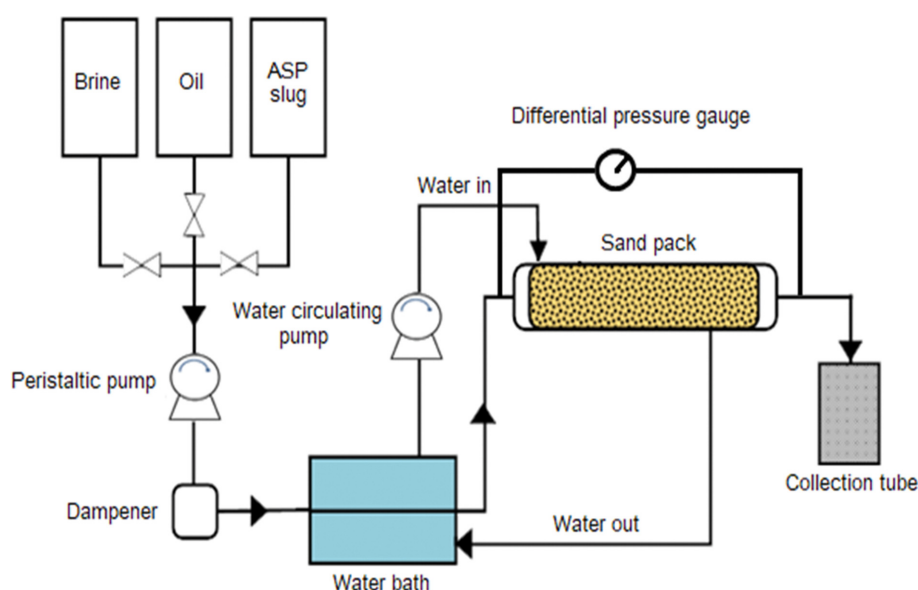 Brine
Oil
ASP
slug
Differential pressure gauge
Water in
Sand pack
Water circulating
pump
Peristaltic pump
Collection tube
Dampener
Water out
Water bath